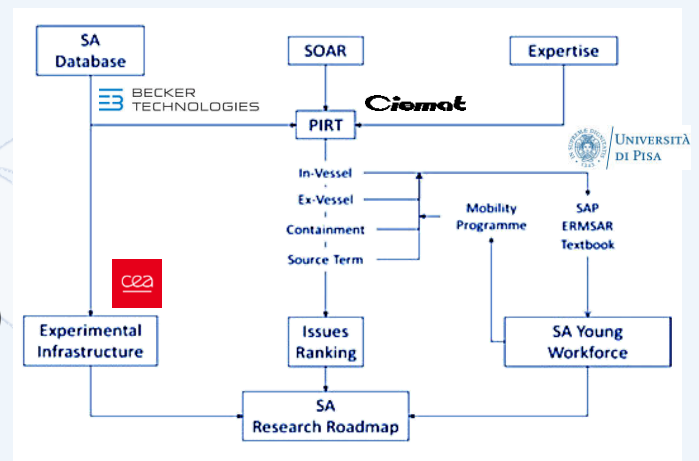 SA
Database
SOAR
Expertise
BECKER
TECHNOLOGIES
Ciemat
PIRT
UNIVERSITÀ
DI PISA
In-Vessel
Ex-Vessel
Containment
Source Term
Mobility
Programme
SAP
ERMSAR
Textbook
cea
Experimental
Infrastructure
Issues
Ranking
SA Young
Workforce
SA
Research Roadmap